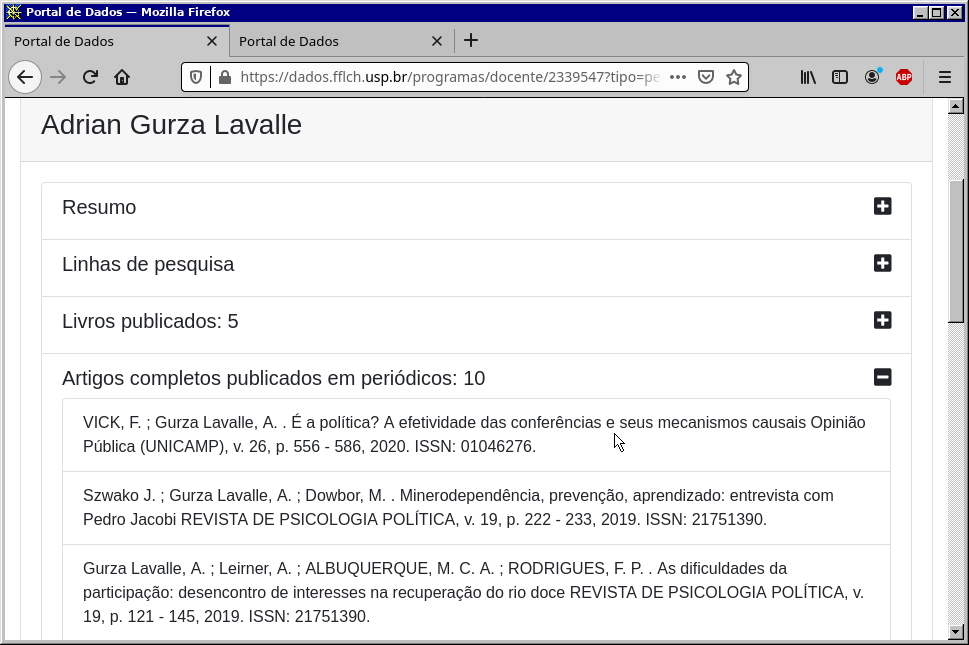 Portal de Dados — Mozilla Firefox
Portal de Dados
Portal de Dados
https://dados.fflch.usp.br/programas/docente/2339547?tipo=pe
ABP
Adrian Gurza Lavalle
Resumo
Linhas de pesquisa
Livros publicados: 5
Artigos completos publicados em periódicos: 10
VICK, F. ; Gurza Lavalle, A. . É a política? A efetividade das conferências e seus mecanismos causais Opinião
Pública (UNICAMP), v. 26, p. 556 - 586, 2020. ISSN: 01046276.
Szwako J. ; Gurza Lavalle, A. ; Dowbor, M. . Minerodependência, prevenção, aprendizado: entrevista com
Pedro Jacobi REVISTA DE PSICOLOGIA POLÍTICA, v. 19, p. 222 - 233, 2019. ISSN: 21751390.
Gurza Lavalle, A. ; Leirner, A. ; ALBUQUERQUE, M. C. A. ; RODRIGUES, F. P. . As dificuldades da
participação: desencontro de interesses na recuperação do rio doce REVISTA DE PSICOLOGIA POLÍTICA, v.
19, p. 121 - 145, 2019. ISSN: 21751390.